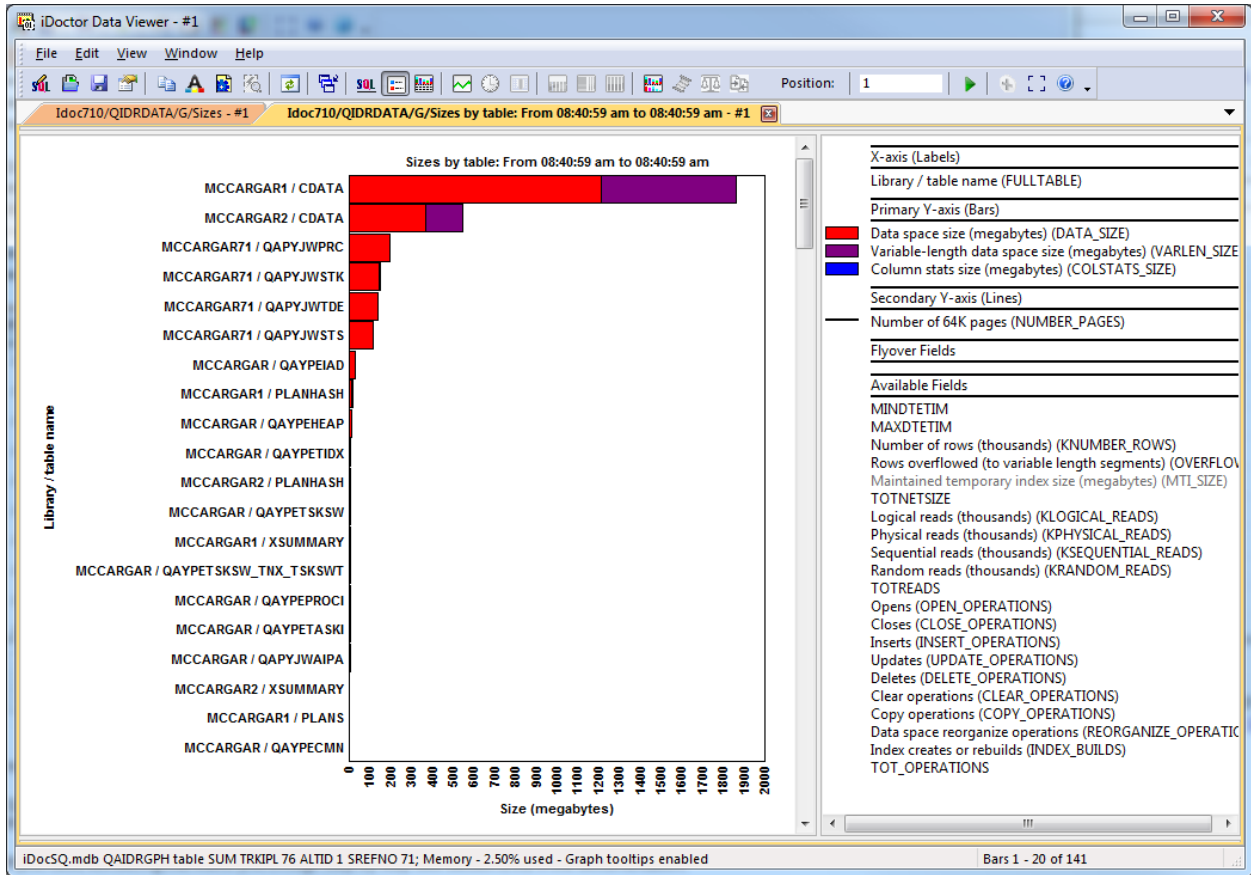 iDoctor Data Viewer - #1
File Edit View Window Help
SQL Position: 1
Idoc710/QIDRDATA/G/Sizes - #1
Idoc710/QIDRDATA/G/Sizes by table: From 08:40:59 am to 08:40:59 am - #1
Sizes by table: From 08:40:59 am to 08:40:59 am
Library / table name
MCCARGAR1 / CDATA
MCCARGAR2 / CDATA
MCCARGAR71 / QAPYJWPRC
MCCARGAR71 / QAPYJWSTK
MCCARGAR71 / QAPYJWTDE
MCCARGAR71 / QAPYJWSTS
MCCARGAR / QAYPEIAD
MCCARGAR1 / PLANHASH
MCCARGAR / QAYPEHEAP
MCCARGAR / QAYPETIDX
MCCARGAR2 / PLANHASH
MCCARGAR / QAYPETSKSW
MCCARGAR1 / XSUMMARY
MCCARGAR / QAYPETSKSW_TNX_TSKSWT
MCCARGAR / QAYPEPROCI
MCCARGAR / QAYPETASKI
MCCARGAR / QAPYJWAIPA
MCCARGAR2 / XSUMMARY
MCCARGAR1 / PLANS
MCCARGAR / QAYPECMN
0 100 200 300 400 500 600 700 800 900 1000 1100 1200 1300 1400 1500 1600 1700 1800 1900 2000
Size (megabytes)
X-axis (Labels)
Library / table name (FULLTABLE)
Primary Y-axis (Bars)
Data space size (megabytes) (DATA_SIZE)
Variable-length data space size (megabytes) (VARLEN_SIZE
Column stats size (megabytes) (COLSTATS_SIZE)
Secondary Y-axis (Lines)
Number of 64K pages (NUMBER_PAGES)
Flyover Fields
Available Fields
MINDTETIM
MAXDTETIM
Number of rows (thousands) (KNUMBER_ROWS)
Rows overflowed (to variable length segments) (OVERFLOW
Maintained temporary index size (megabytes) (MTI_SIZE)
TOTNETSIZE
Logical reads (thousands) (KLOGICAL_READS)
Physical reads (thousands) (KPHYSICAL_READS)
Sequential reads (thousands) (KSEQUENTIAL_READS)
Random reads (thousands) (KRANDOM_READS)
TOTREADS
Opens (OPEN_OPERATIONS)
Closes (CLOSE_OPERATIONS)
Inserts (INSERT_OPERATIONS)
Updates (UPDATE_OPERATIONS)
Deletes (DELETE_OPERATIONS)
Clear operations (CLEAR_OPERATIONS)
Copy operations (COPY_OPERATIONS)
Data space reorganize operations (REORGANIZE_OPERATIO
Index creates or rebuilds (INDEX_BUILDS)
TOT_OPERATIONS
iDocSQ.mdb QAIDRGPH table SUM TRKIPL 76 ALTID 1 SREFNO 71; Memory - 2.50% used - Graph tooltips enabled
Bars 1 - 20 of 141